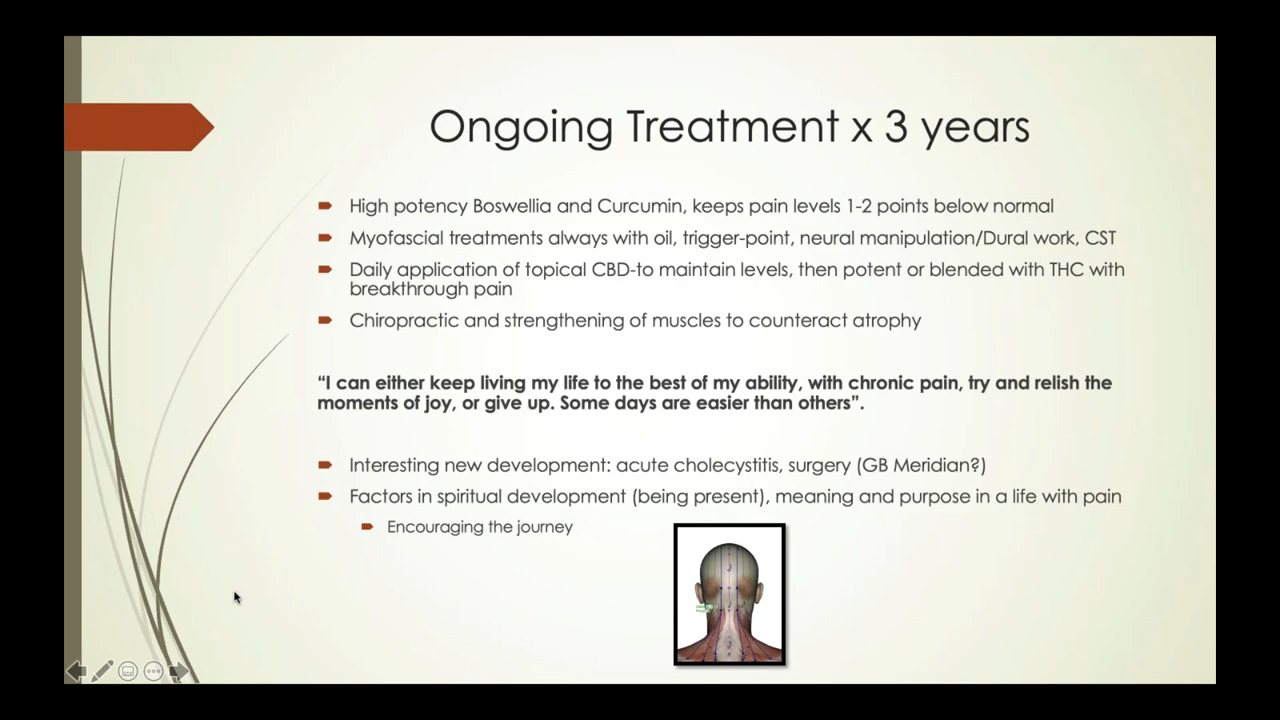 Ongoing Treatment x 3 years
High potency Boswellia and Curcumin, keeps pain levels 1-2 points below normal
Myofascial treatments always with oil, trigger-point, neural manipulation/Dural work, CST
Daily application of topical CBD-to maintain levels, then potent or blended with THC with
breakthrough pain
Chiropractic and strengthening of muscles to counteract atrophy
“I can either keep living my life to the best of my ability, with chronic pain, try and relish the
moments of joy, or give up. Some days are easier than others”.
Interesting new development: acute cholecystitis, surgery (GB Meridian?)
Factors in spiritual development (being present), meaning and purpose in a life with pain
Encouraging the journey